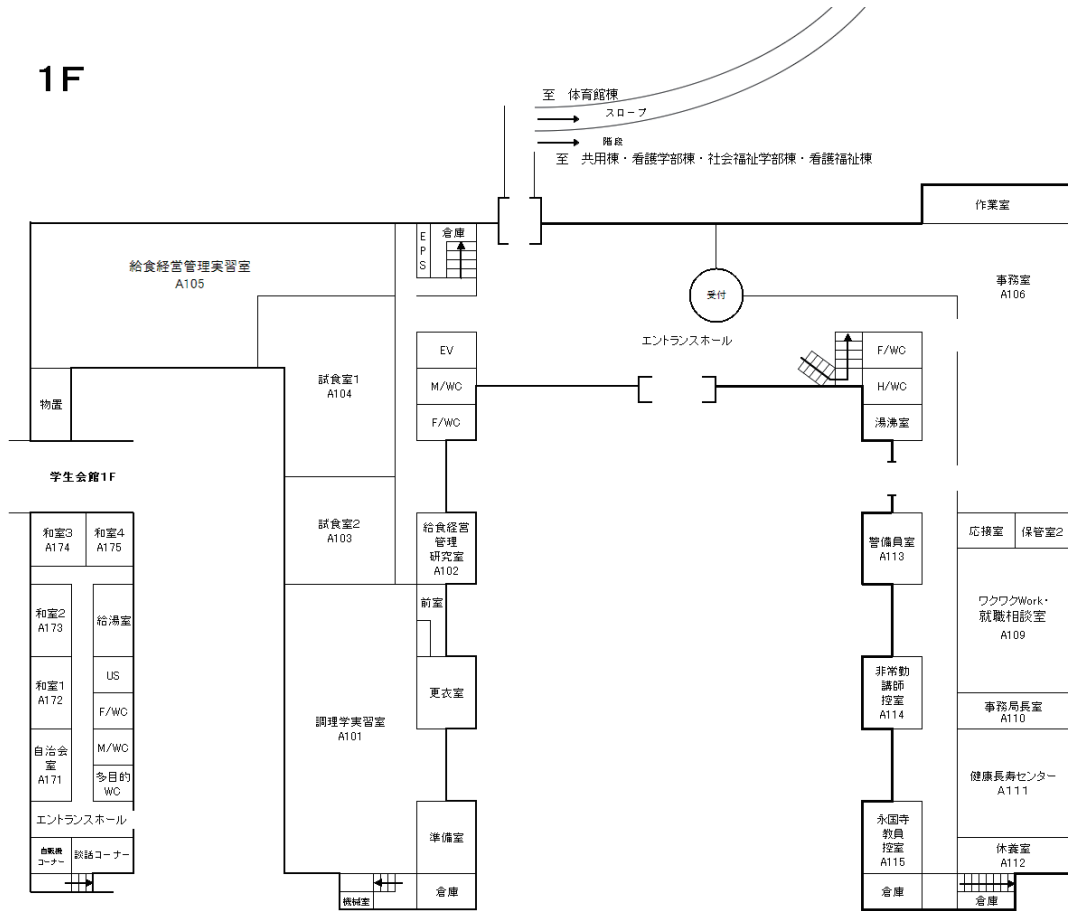 1F
至 体育館棟
スロープ
階段
至 共用棟・看護学部棟・社会福祉学部棟・看護福祉棟
作業室
EPS
倉庫
給食経営管理実習室
A105
受付
事務室
A106
エントランスホール
EV
F/WC
試食室1
A104
M/WC
H/WC
物置
F/WC
湯沸室
学生会館1F
和室3
A174
和室4
A175
試食室2
A103
給食経営
管理
研究室
A102
警備員室
A113
応接室
保管室2
和室2
A173
給湯室
前室
ワクワクWork・
就職相談室
A109
和室1
A172
US
F/WC
更衣室
非常勤
講師
控室
A114
事務局長室
A110
調理学実習室
A101
自治会
室
A171
M/WC
多目的
WC
健康長寿センター
A111
エントランスホール
準備室
永国寺
教員
控室
A115
自販機
コーナー
談話コーナー
休養室
A112
機械室
倉庫
倉庫
倉庫